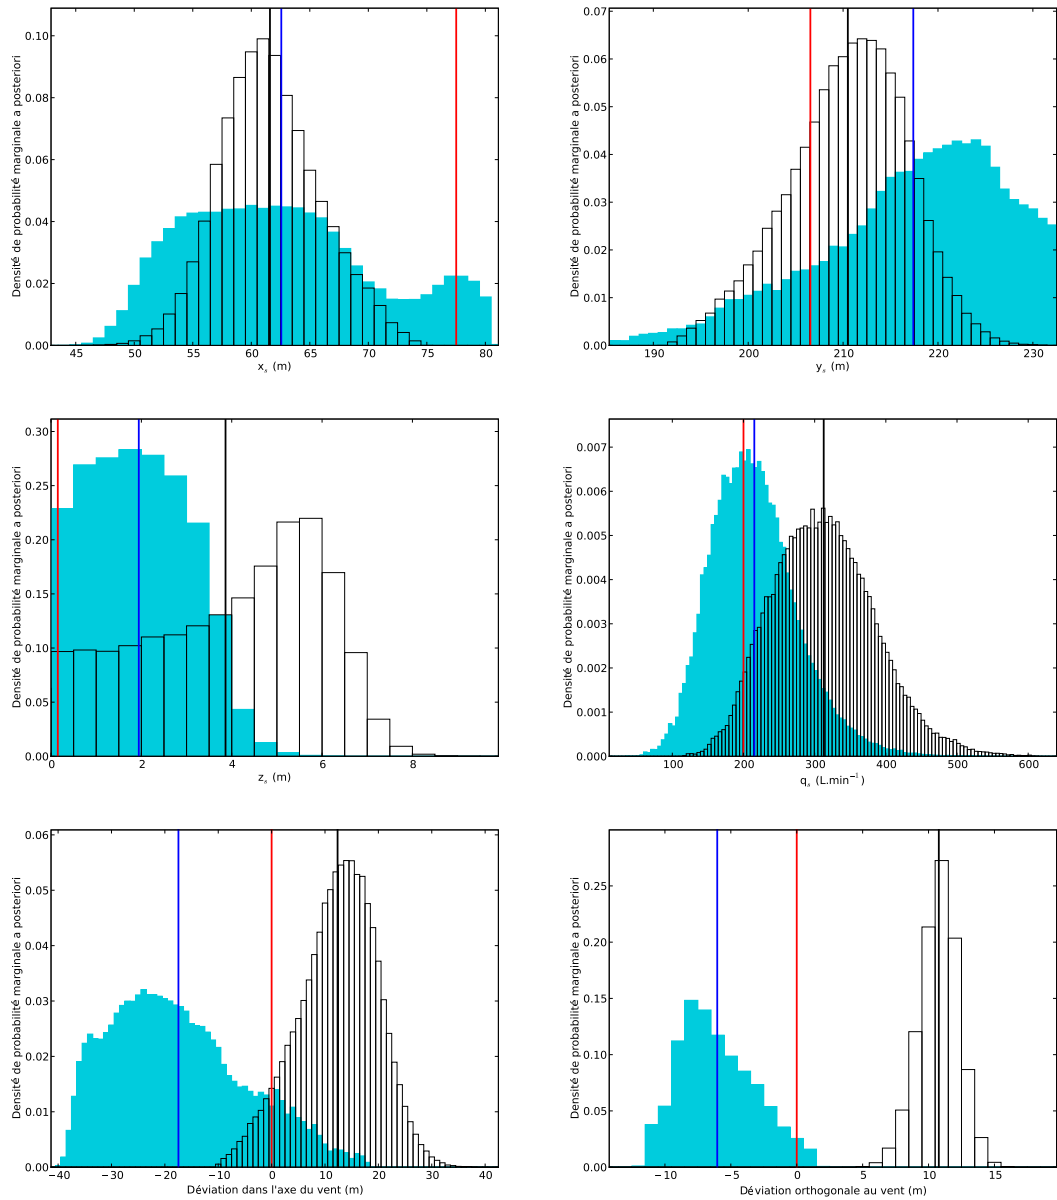 Densité de probabilité marginale a posteriori
0.10
0.08
0.06
0.04
0.02
0.00
45 50 55 60 65 70 75 80
x_s (m)
Densité de probabilité marginale a posteriori
0.07
0.06
0.05
0.04
0.03
0.02
0.01
0.00
190 200 210 220 230
y_s (m)
Densité de probabilité marginale a posteriori
0.30
0.25
0.20
0.15
0.10
0.05
0.00
0 2 4 6 8
z_s (m)
Densité de probabilité marginale a posteriori
0.007
0.006
0.005
0.004
0.003
0.002
0.001
0.000
100 200 300 400 500 600
q_s (L.min⁻¹)
Densité de probabilité marginale a posteriori
0.06
0.05
0.04
0.03
0.02
0.01
0.00
−40 −30 −20 −10 0 10 20 30 40
Déviation dans l'axe du vent (m)
Densité de probabilité marginale a posteriori
0.25
0.20
0.15
0.10
0.05
0.00
−10 −5 0 5 10 15
Déviation orthogonale au vent (m)